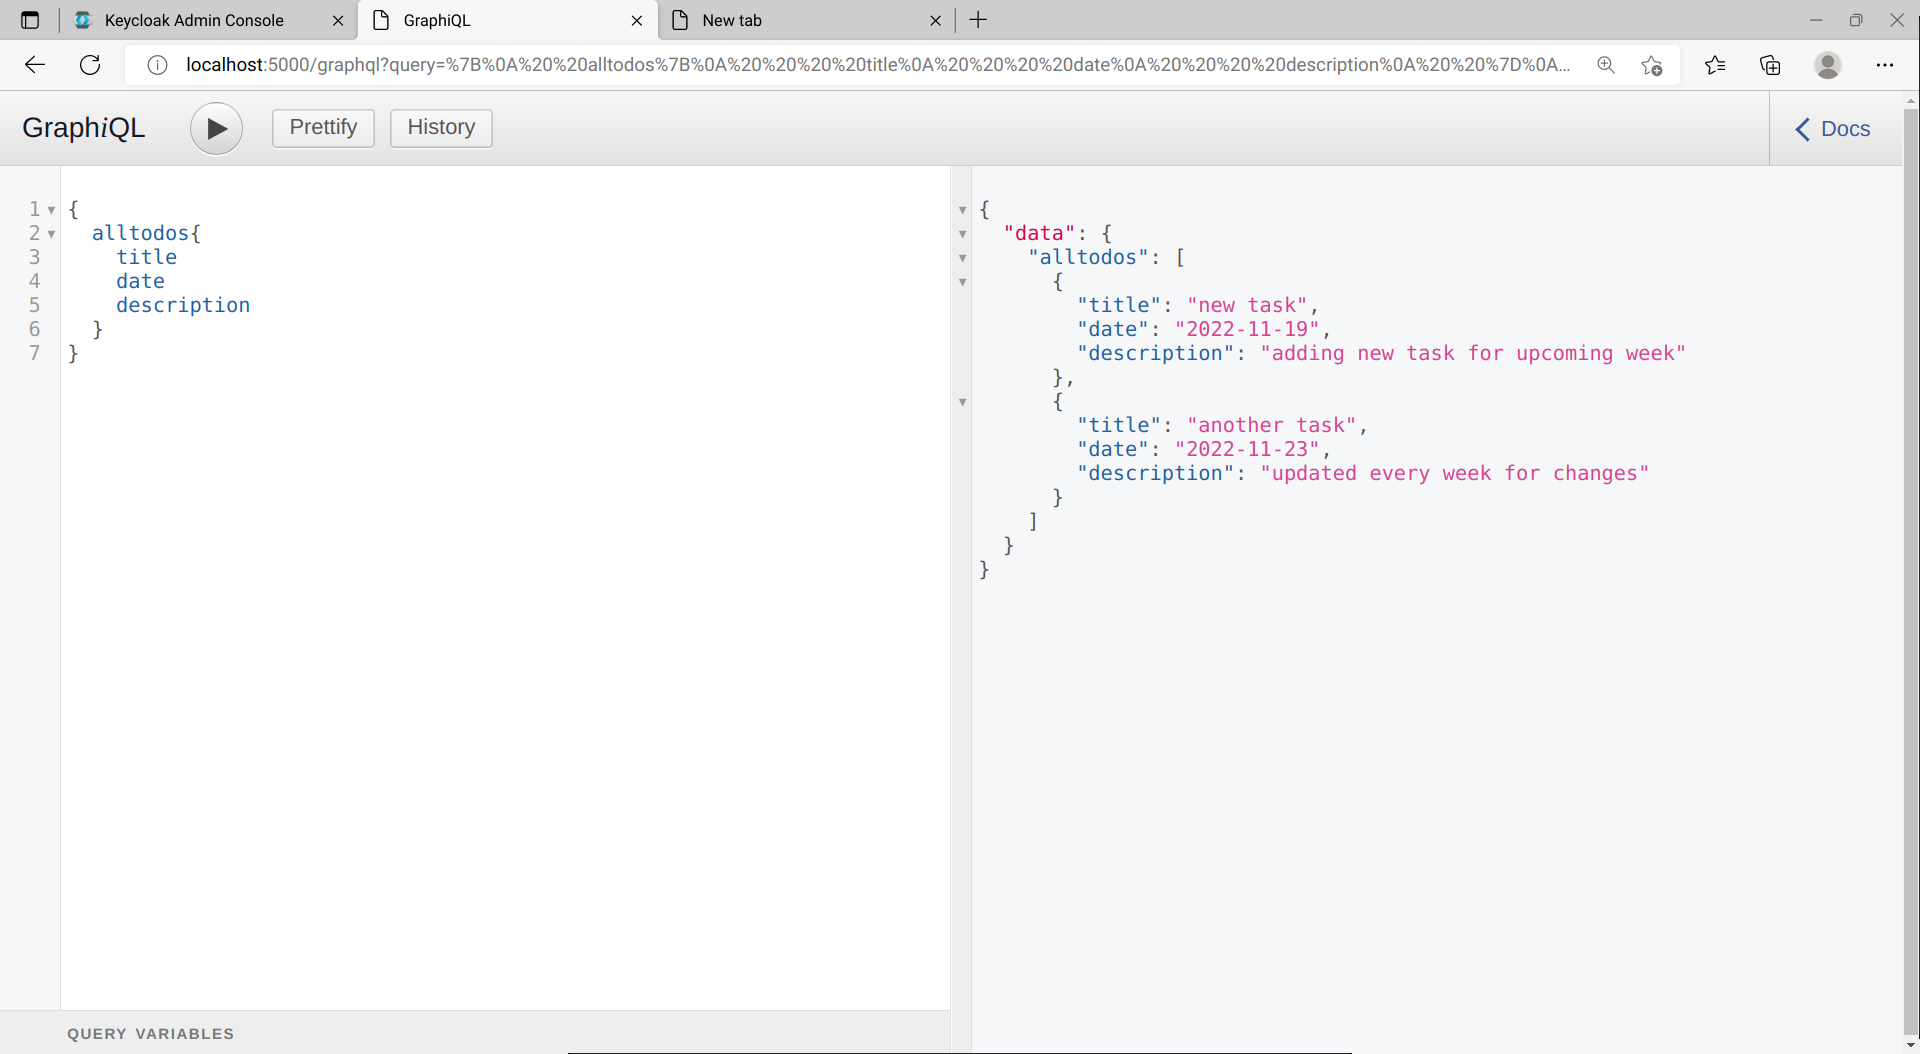 Keycloak Admin Console
GraphiQL
New tab
localhost:5000/graphql?query=%7B%0A%20%20alltodos%7B%0A%20%20%20%20title%0A%20%20%20%20date%0A%20%20%20%20description%0A%20%20%7D%0A...
GraphiQL
Prettify
History
Docs
1 {
2 alltodos{
3 title
4 date
5 description
6 }
7 }
{
"data": {
"alltodos": [
{
"title": "new task",
"date": "2022-11-19",
"description": "adding new task for upcoming week"
},
{
"title": "another task",
"date": "2022-11-23",
"description": "updated every week for changes"
}
]
}
}
QUERY VARIABLES